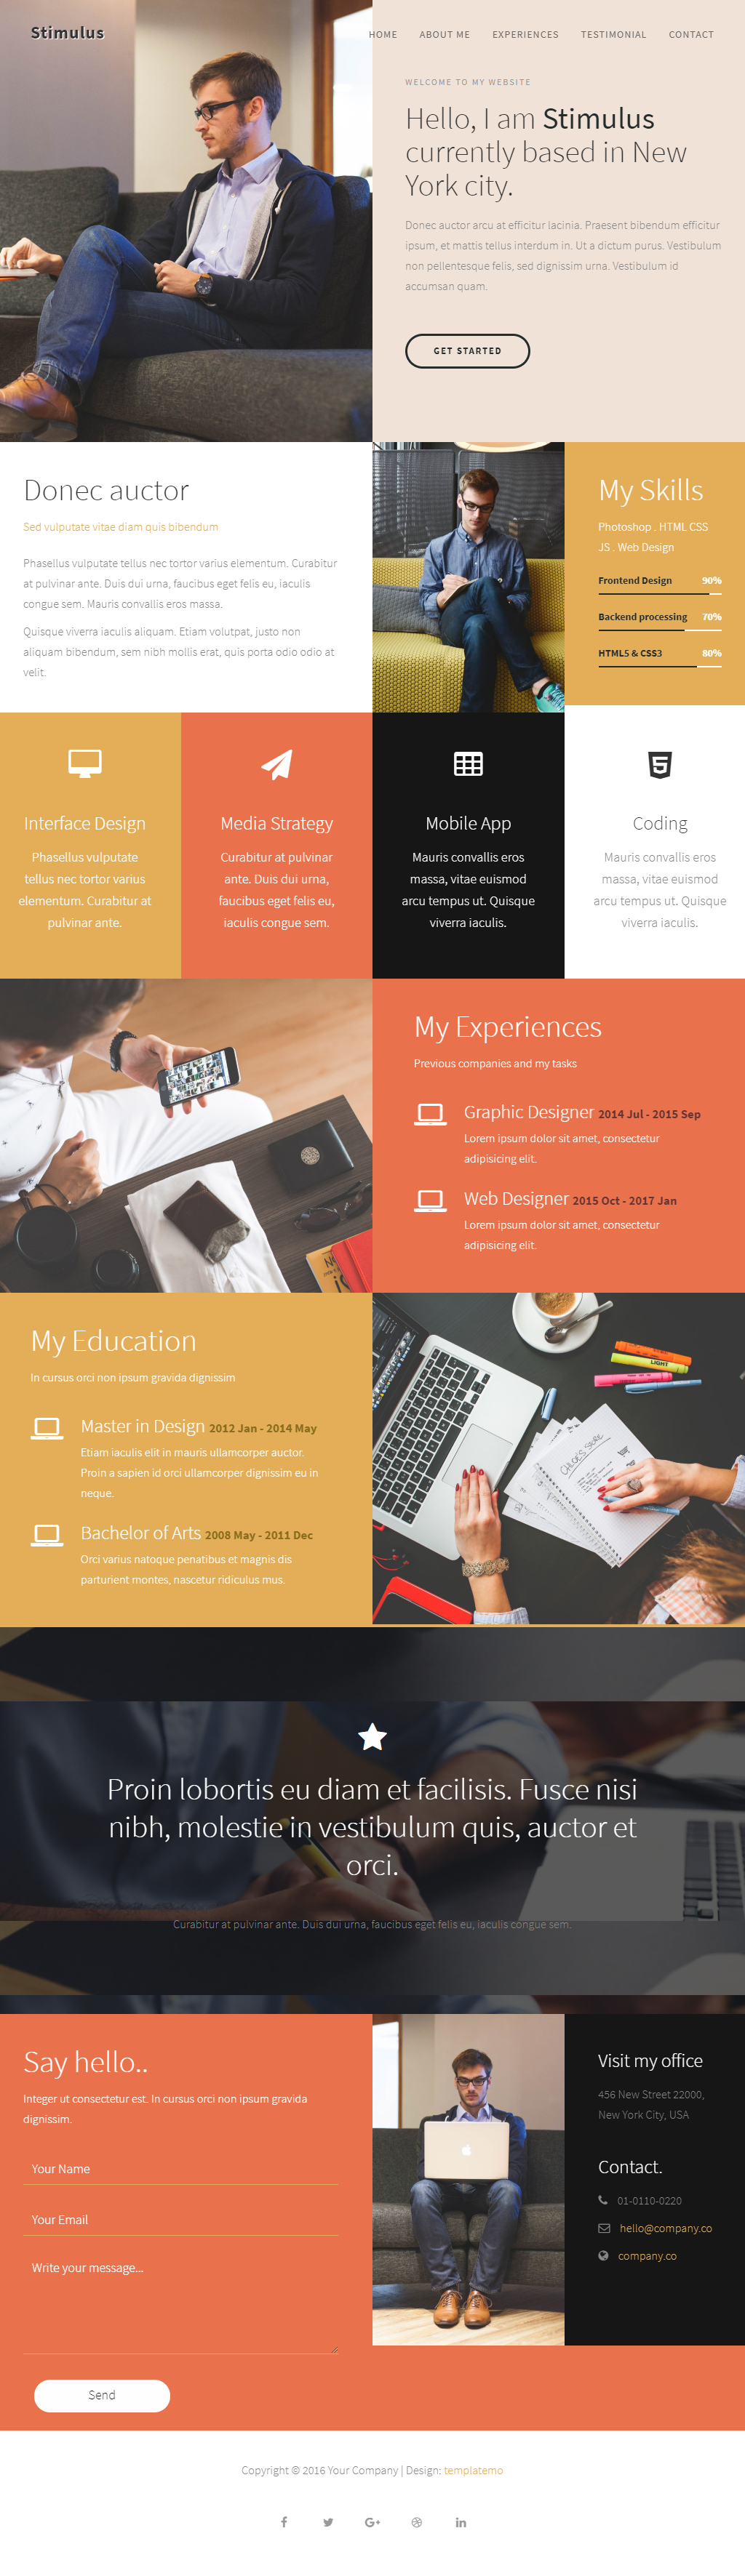 Stimulus
HOME ABOUT ME EXPERIENCES TESTIMONIAL CONTACT
WELCOME TO MY WEBSITE
Hello, I am Stimulus
currently based in New
York city.
Donec auctor arcu at efficitur lacinia. Praesent bibendum efficitur
ipsum, et mattis tellus interdum in. Ut a dictum purus. Vestibulum
non pellentesque felis, sed dignissim urna. Vestibulum id
accumsan quam.
GET STARTED
Donec auctor
Sed vulputate vitae diam quis bibendum
Phasellus vulputate tellus nec tortor varius elementum. Curabitur
at pulvinar ante. Duis dui urna, faucibus eget felis eu, iaculis
congue sem. Mauris convallis eros massa.
Quisque viverra iaculis aliquam. Etiam volutpat, justo non
aliquam bibendum, sem nibh mollis erat, quis porta odio odio at
velit.
My Skills
Photoshop . HTML CSS
JS . Web Design
Frontend Design 90%
Backend processing 70%
HTML5 & CSS3 80%
Interface Design
Phasellus vulputate
tellus nec tortor varius
elementum. Curabitur at
pulvinar ante.
Media Strategy
Curabitur at pulvinar
ante. Duis dui urna,
faucibus eget felis eu,
iaculis congue sem.
Mobile App
Mauris convallis eros
massa, vitae euismod
arcu tempus ut. Quisque
viverra iaculis.
Coding
Mauris convallis eros
massa, vitae euismod
arcu tempus ut. Quisque
viverra iaculis.
My Experiences
Previous companies and my tasks
Graphic Designer 2014 Jul - 2015 Sep
Lorem ipsum dolor sit amet, consectetur
adipisicing elit.
Web Designer 2015 Oct - 2017 Jan
Lorem ipsum dolor sit amet, consectetur
adipisicing elit.
My Education
In cursus orci non ipsum gravida dignissim
Master in Design 2012 Jan - 2014 May
Etiam iaculis elit in mauris ullamcorper auctor.
Proin a sapien id orci ullamcorper dignissim eu in
neque.
Bachelor of Arts 2008 May - 2011 Dec
Orci varius natoque penatibus et magnis dis
parturient montes, nascetur ridiculus mus.
LIGHT
Proin lobortis eu diam et facilisis. Fusce nisi
nibh, molestie in vestibulum quis, auctor et
orci.
Curabitur at pulvinar ante. Duis dui urna, faucibus eget felis eu, iaculis congue sem.
Say hello..
Integer ut consectetur est. In cursus orci non ipsum gravida
dignissim.
Your Name
Your Email
Write your message...
Send
Visit my office
456 New Street 22000,
New York City, USA
Contact.
01-0110-0220
hello@company.co
company.co
Copyright © 2016 Your Company | Design: templatemo